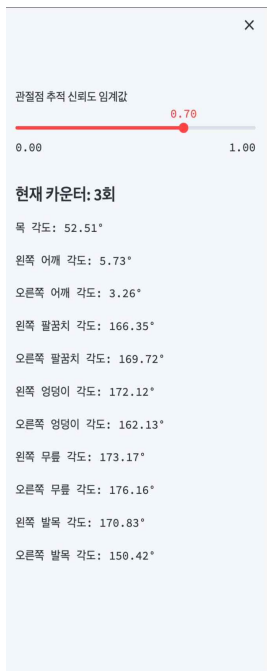 ×
관절점 추적 신뢰도 임계값
0.70
0.00 1.00
현재 카운터: 3회
목 각도: 52.51°
왼쪽 어깨 각도: 5.73°
오른쪽 어깨 각도: 3.26°
왼쪽 팔꿈치 각도: 166.35°
오른쪽 팔꿈치 각도: 169.72°
왼쪽 엉덩이 각도: 172.12°
오른쪽 엉덩이 각도: 162.13°
왼쪽 무릎 각도: 173.17°
오른쪽 무릎 각도: 176.16°
왼쪽 발목 각도: 170.83°
오른쪽 발목 각도: 150.42°